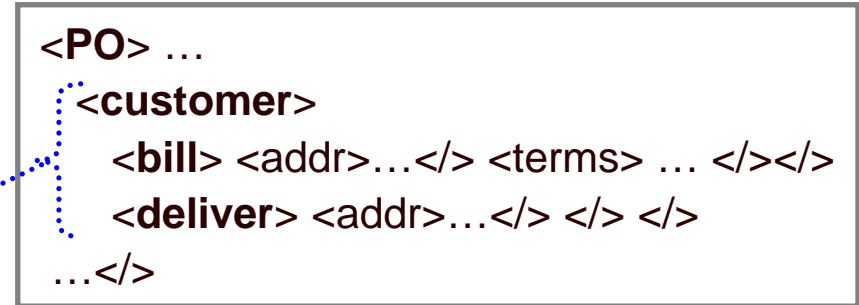 <PO> …
<customer>
<bill> <addr>…</> <terms> … </></>
<deliver> <addr>…</> </> </>
…</>